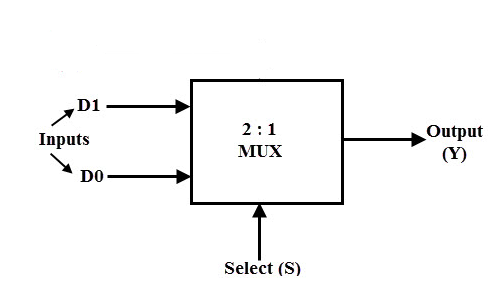 D1
Inputs
D0
2 : 1
MUX
Output
(Y)
Select (S)